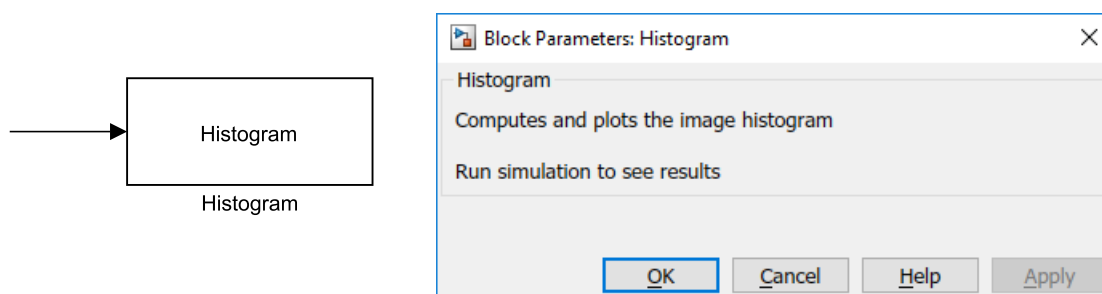 Histogram
Histogram
Block Parameters: Histogram
Histogram
Computes and plots the image histogram
Run simulation to see results
OK Cancel Help Apply